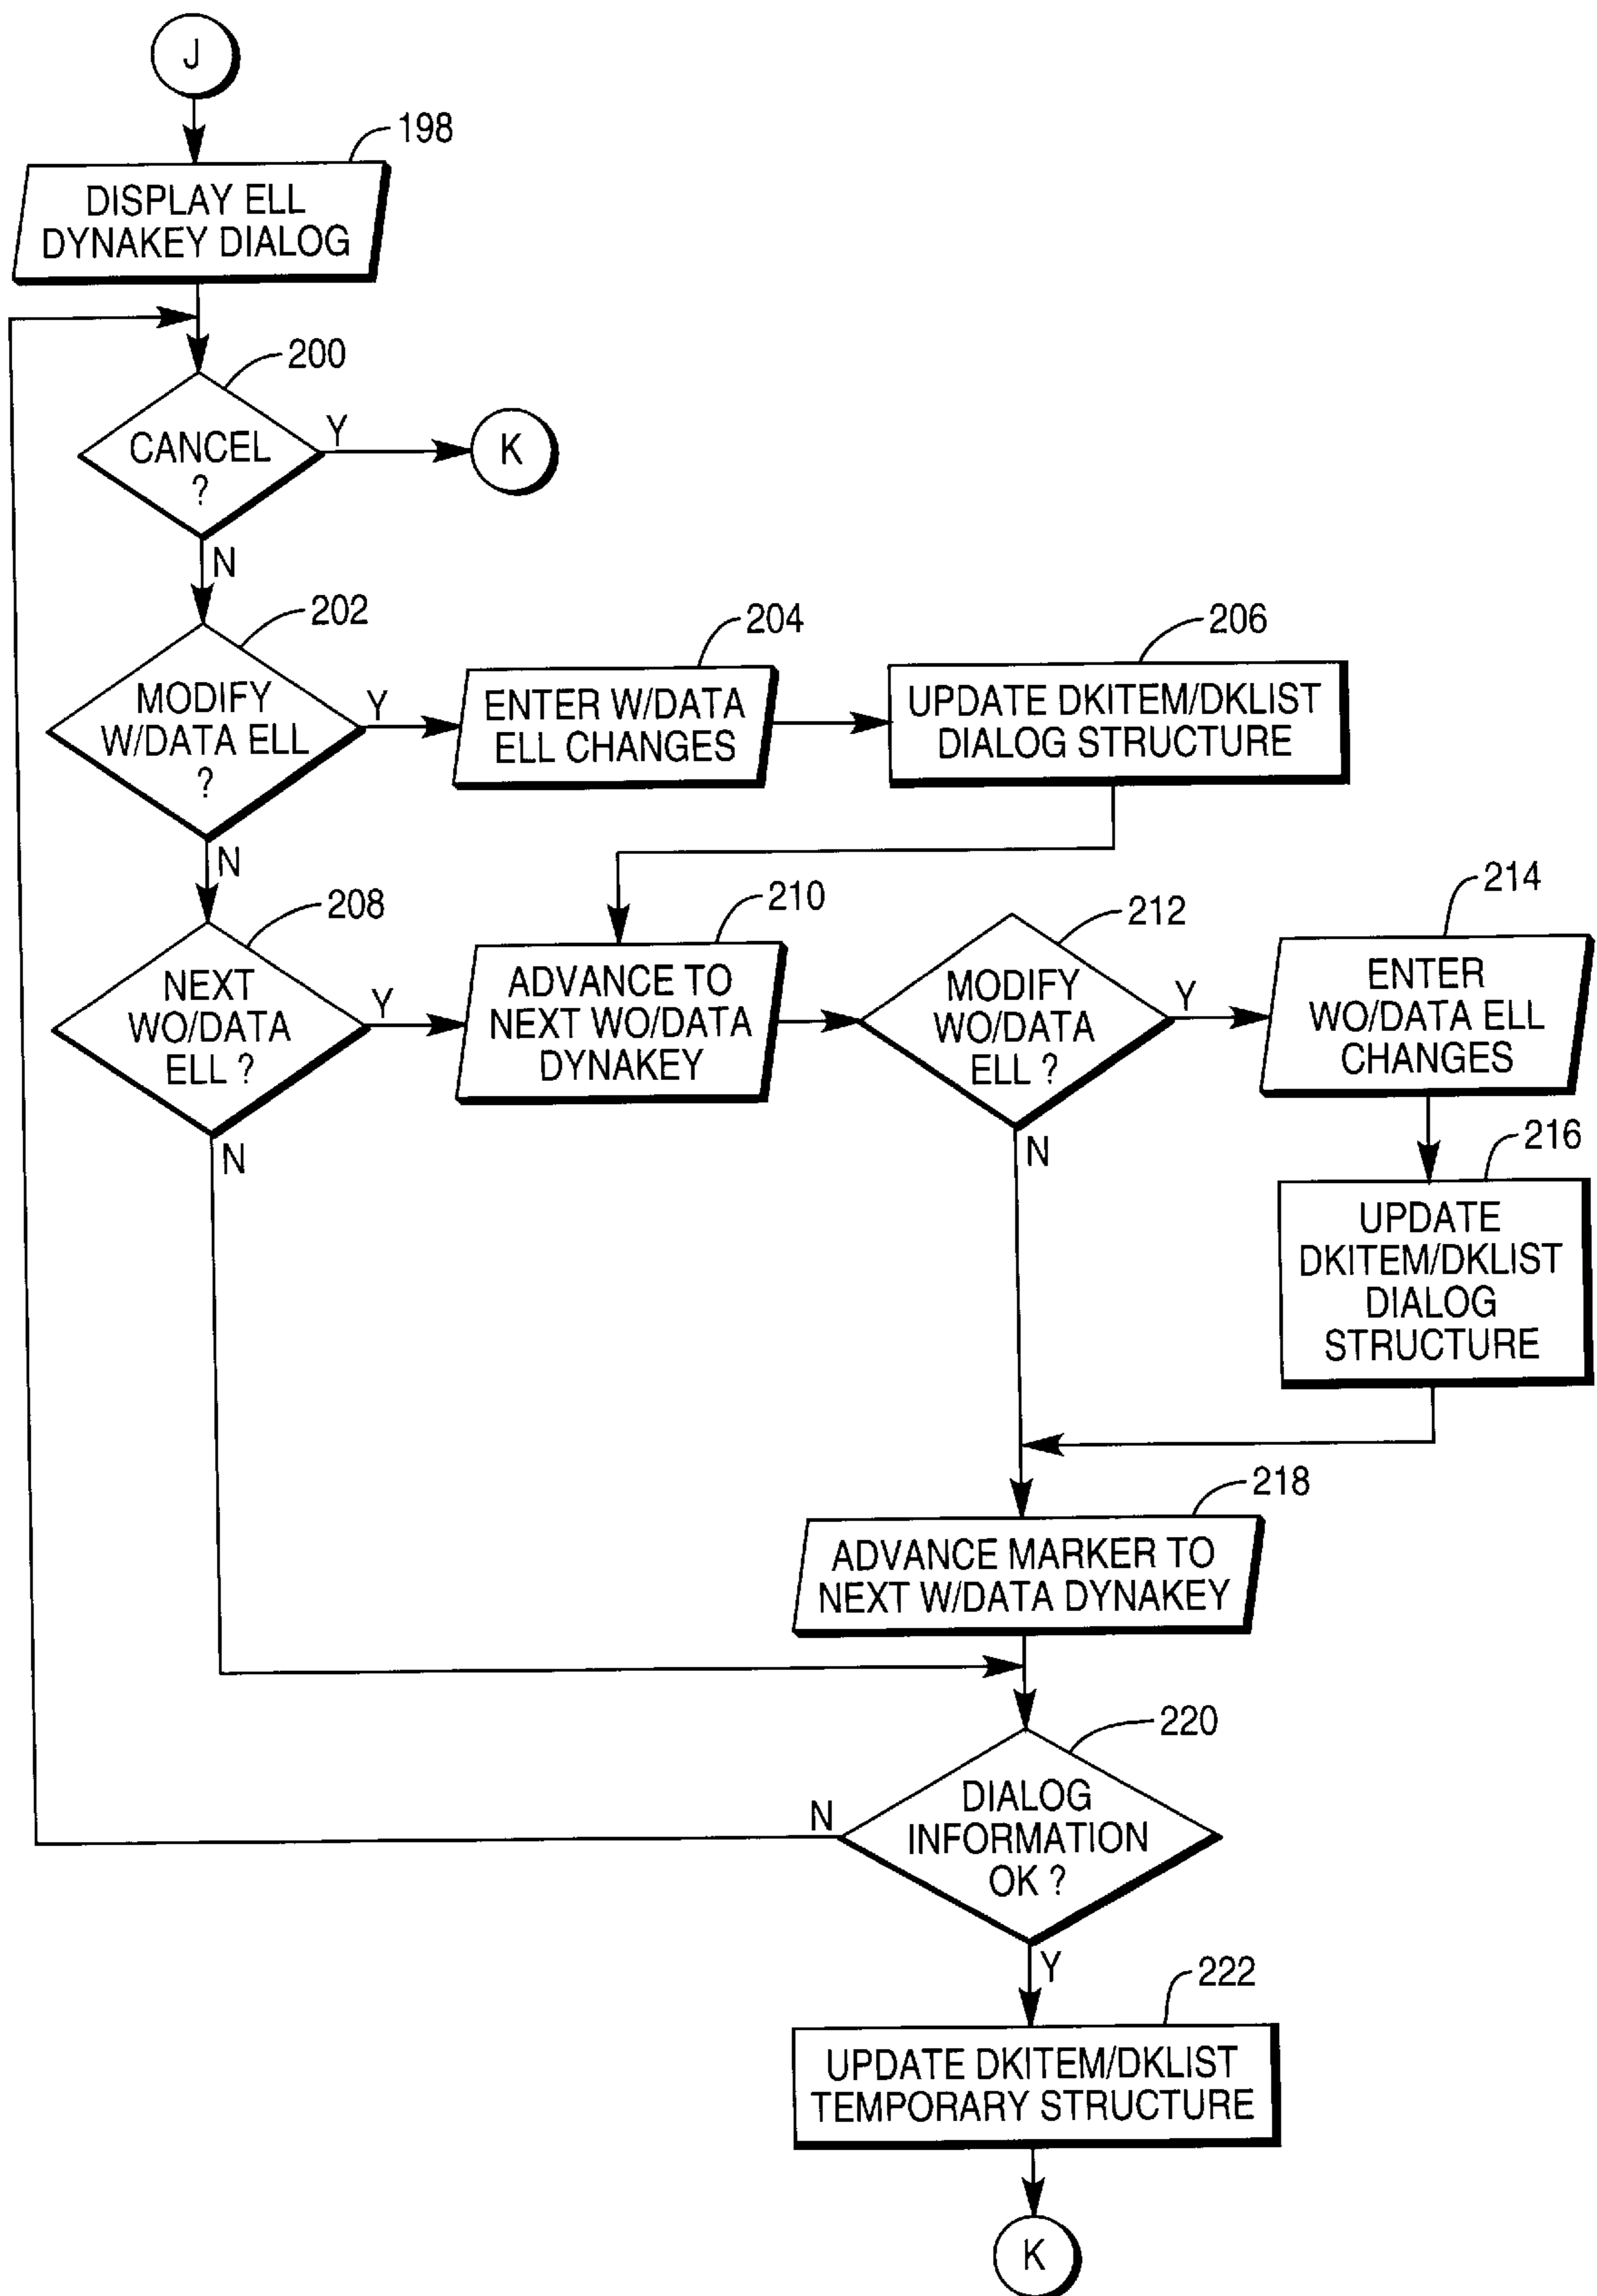 J
198
DISPLAY ELL
DYNAKEY DIALOG
200
CANCEL
?
Y
K
N
202
MODIFY
W/DATA ELL
?
Y
204
ENTER W/DATA
ELL CHANGES
206
UPDATE DKITEM/DKLIST
DIALOG STRUCTURE
N
208
NEXT
WO/DATA
ELL ?
Y
210
ADVANCE TO
NEXT WO/DATA
DYNAKEY
212
MODIFY
WO/DATA
ELL ?
Y
214
ENTER
WO/DATA ELL
CHANGES
N
N
216
UPDATE
DKITEM/DKLIST
DIALOG
STRUCTURE
218
ADVANCE MARKER TO
NEXT W/DATA DYNAKEY
220
DIALOG
INFORMATION
OK ?
N
Y
222
UPDATE DKITEM/DKLIST
TEMPORARY STRUCTURE
K